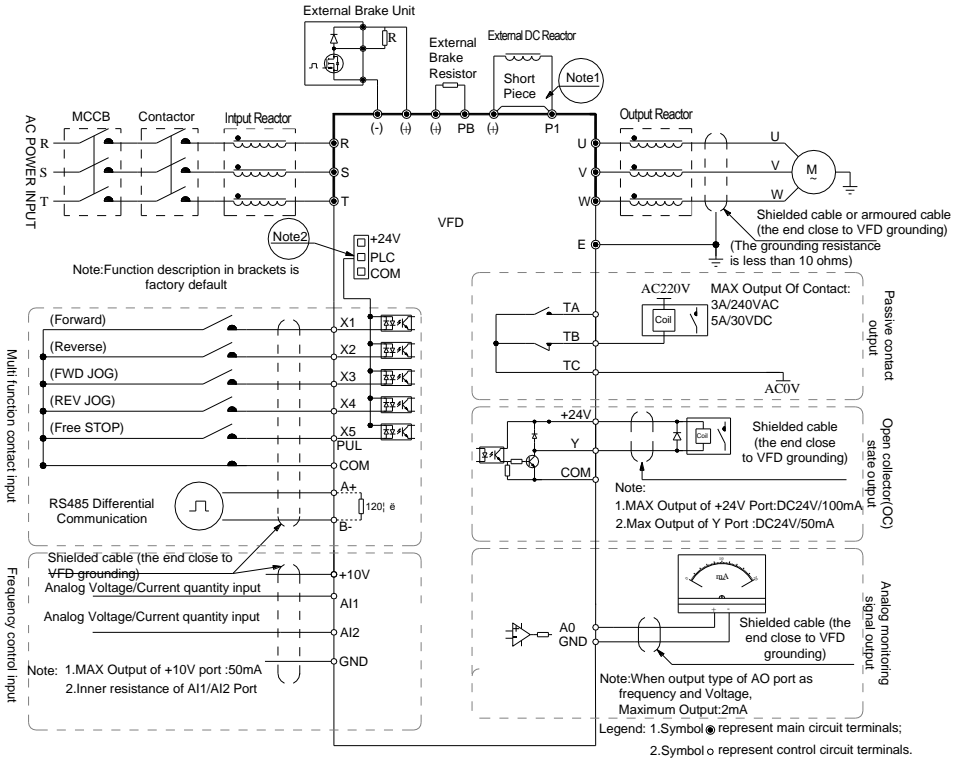 External Brake Unit
R
External
Brake
Resistor
External DC Reactor
Short
Piece
Note1
(-) (+) (+) PB (+) P1
AC POWER INPUT
MCCB Contactor Intput Reactor
R R
S S
T T
VFD
Output Reactor
U U
V V
W W
M
~
E
Shielded cable or armoured cable
(the end close to VFD grounding)
(The grounding resistance
is less than 10 ohms)
Note2
+24V
PLC
COM
Note:Function description in brackets is
factory default
Multi function contact input
(Forward) X1
(Reverse) X2
(FWD JOG) X3
(REV JOG) X4
(Free STOP) X5
PUL
COM
RS485 Differential
Communication
A+
120¦ ë
B-
Shielded cable (the end close to
VFD grounding)
Frequency control input
+10V
Analog Voltage/Current quantity input
AI1
Analog Voltage/Current quantity input
AI2
GND
Note: 1.MAX Output of +10V port :50mA
2.Inner resistance of AI1/AI2 Port
Passive contact
output
TA
TB
TC
AC220V
Coil
MAX Output Of Contact:
3A/240VAC
5A/30VDC
AC0V
Open collector(OC)
state output
+24V
Y
COM
Coil
Shielded cable
(the end close
to VFD grounding)
Note:
1.MAX Output of +24V Port:DC24V/100mA
2.Max Output of Y Port :DC24V/50mA
Analog monitoring
signal output
mA
+ -
A0
GND
Shielded cable (the
end close to VFD
grounding)
Note:When output type of AO port as
frequency and Voltage,
Maximum Output:2mA
Legend: 1.Symbol represent main circuit terminals;
2.Symbol represent control circuit terminals.